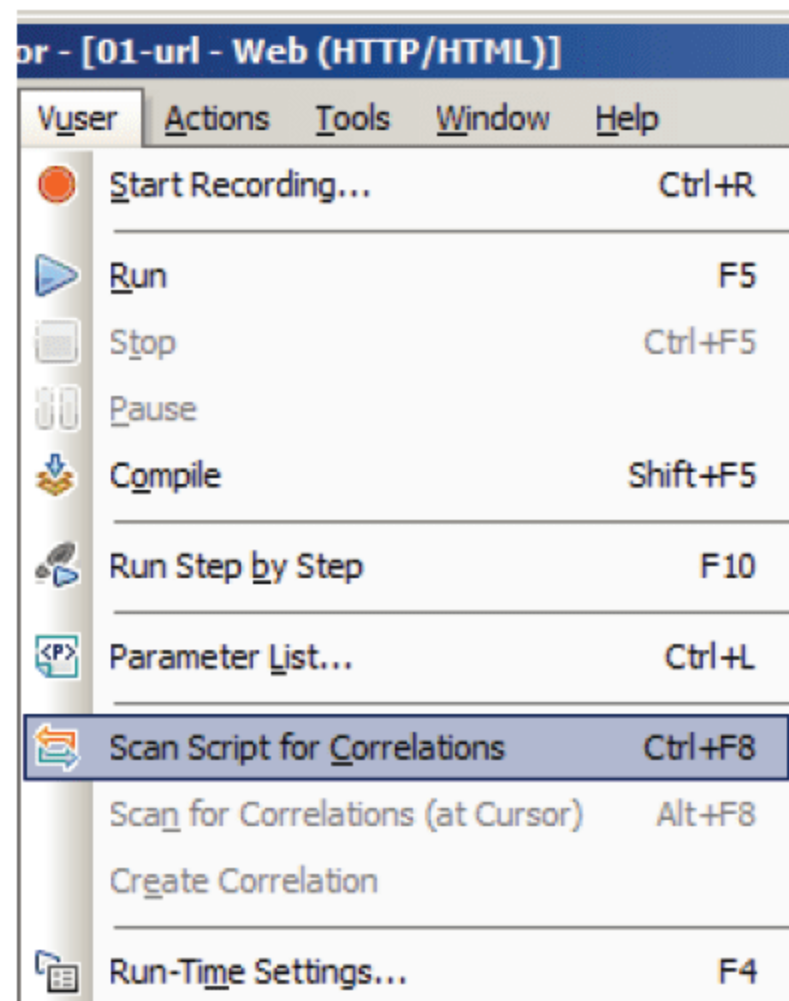 or - [01-url - Web (HTTP/HTML)]
Vuser Actions Tools Window Help
Start Recording... Ctrl+R
Run F5
Stop Ctrl+F5
Pause
Compile Shift+F5
Run Step by Step F10
<P>
Parameter List... Ctrl+L
Scan Script for Correlations Ctrl+F8
Scan for Correlations (at Cursor) Alt+F8
Create Correlation
Run-Time Settings... F4